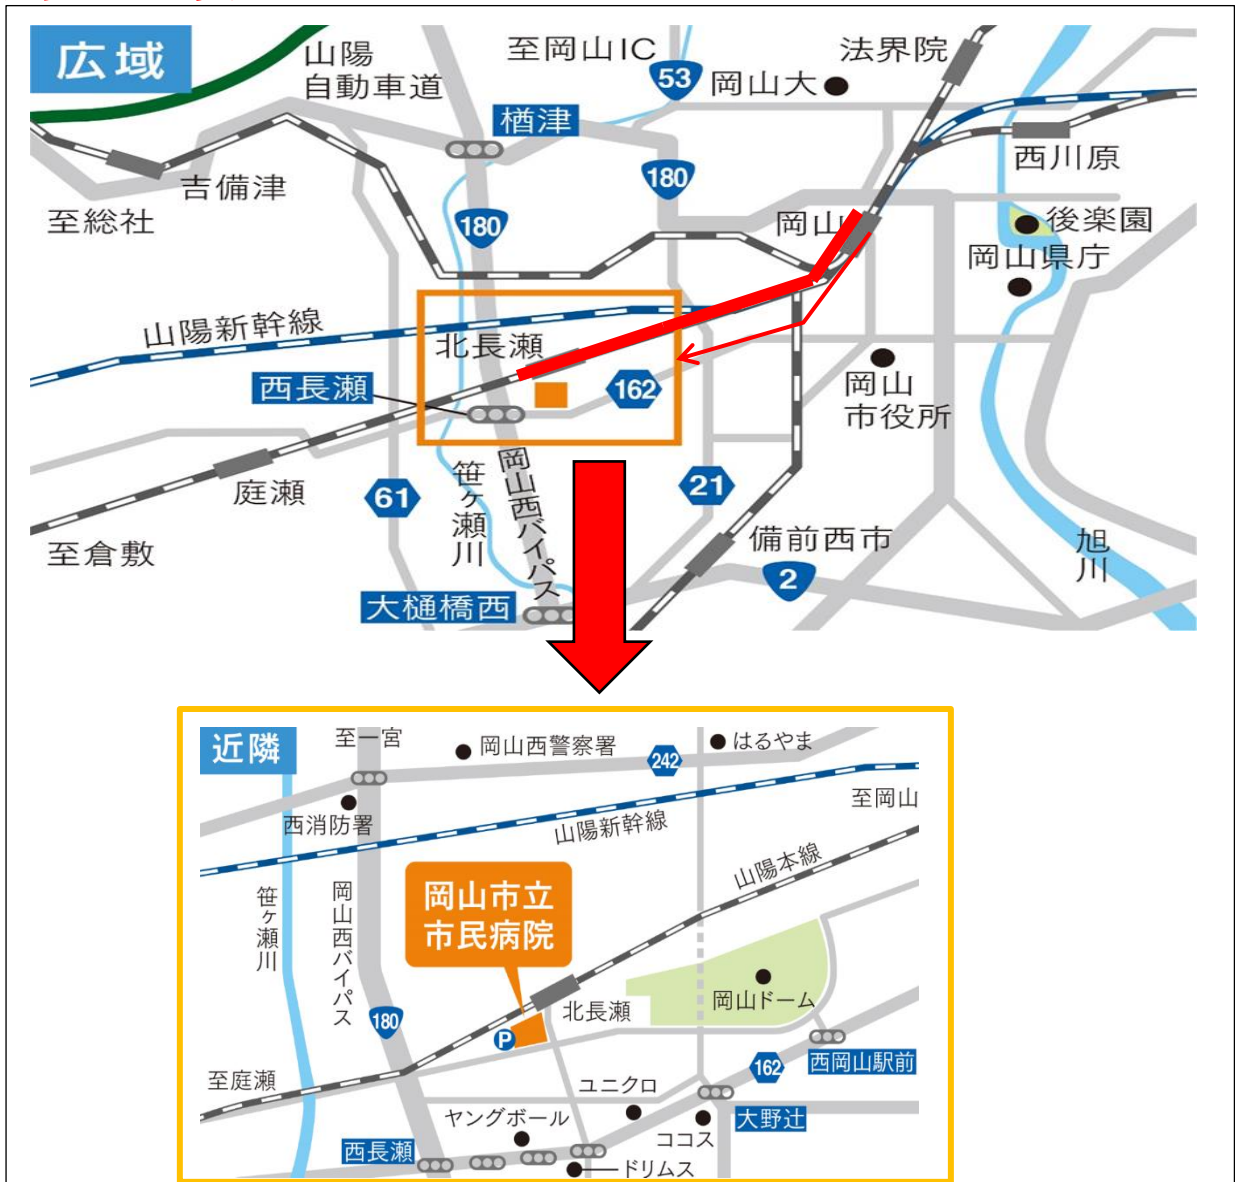 広域
山陽
自動車道
至岡山IC
53
岡山大
法界院
楢津
西川原
吉備津
180
至総社
180
岡山
後楽園
岡山県庁
山陽新幹線
北長瀬
西長瀬
162
岡山
市役所
庭瀬
61
笹ヶ瀬川
岡山西バイパス
21
至倉敷
備前西市
旭川
2
大樋橋西
近隣
至一宮
岡山西警察署
242
はるやま
至岡山
西消防署
山陽新幹線
山陽本線
岡山市立
市民病院
笹ヶ瀬川
岡山西バイパス
北長瀬
岡山ドーム
180
P
162
西岡山駅前
至庭瀬
ユニクロ
ヤングボール
大野辻
ココス
西長瀬
ドリムス